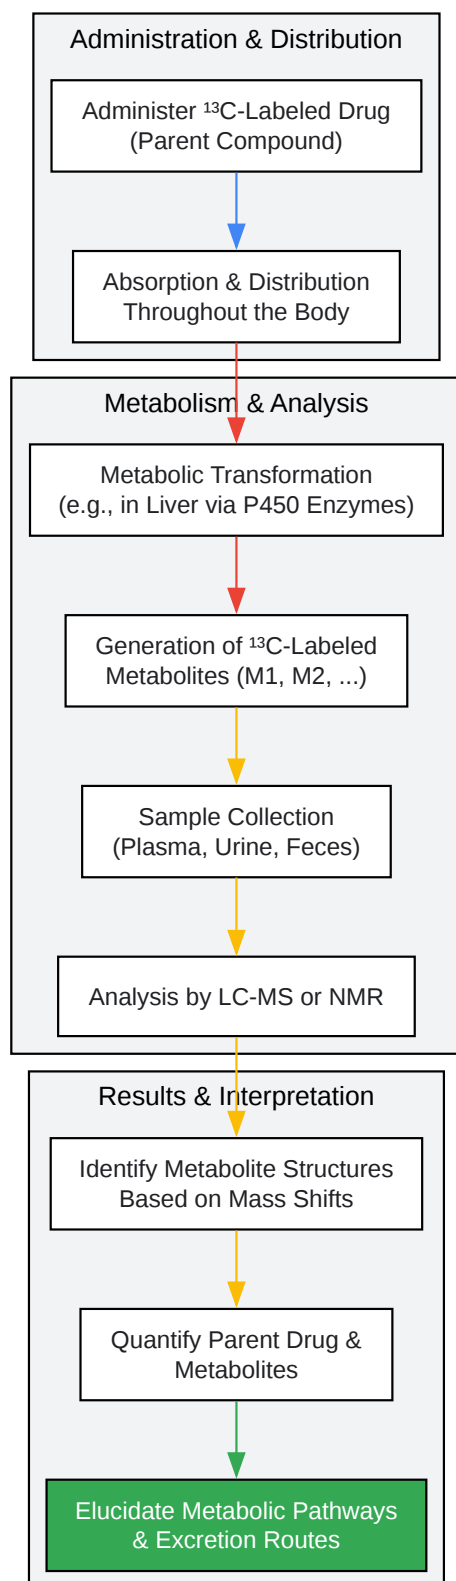 Administration & Distribution
Administer ¹³C-Labeled Drug
(Parent Compound)
Absorption & Distribution
Throughout the Body
Metabolism & Analysis
Metabolic Transformation
(e.g., in Liver via P450 Enzymes)
Generation of ¹³C-Labeled
Metabolites (M1, M2, ...)
Sample Collection
(Plasma, Urine, Feces)
Analysis by LC-MS or NMR
Results & Interpretation
Identify Metabolite Structures
Based on Mass Shifts
Quantify Parent Drug &
Metabolites
Elucidate Metabolic Pathways
& Excretion Routes